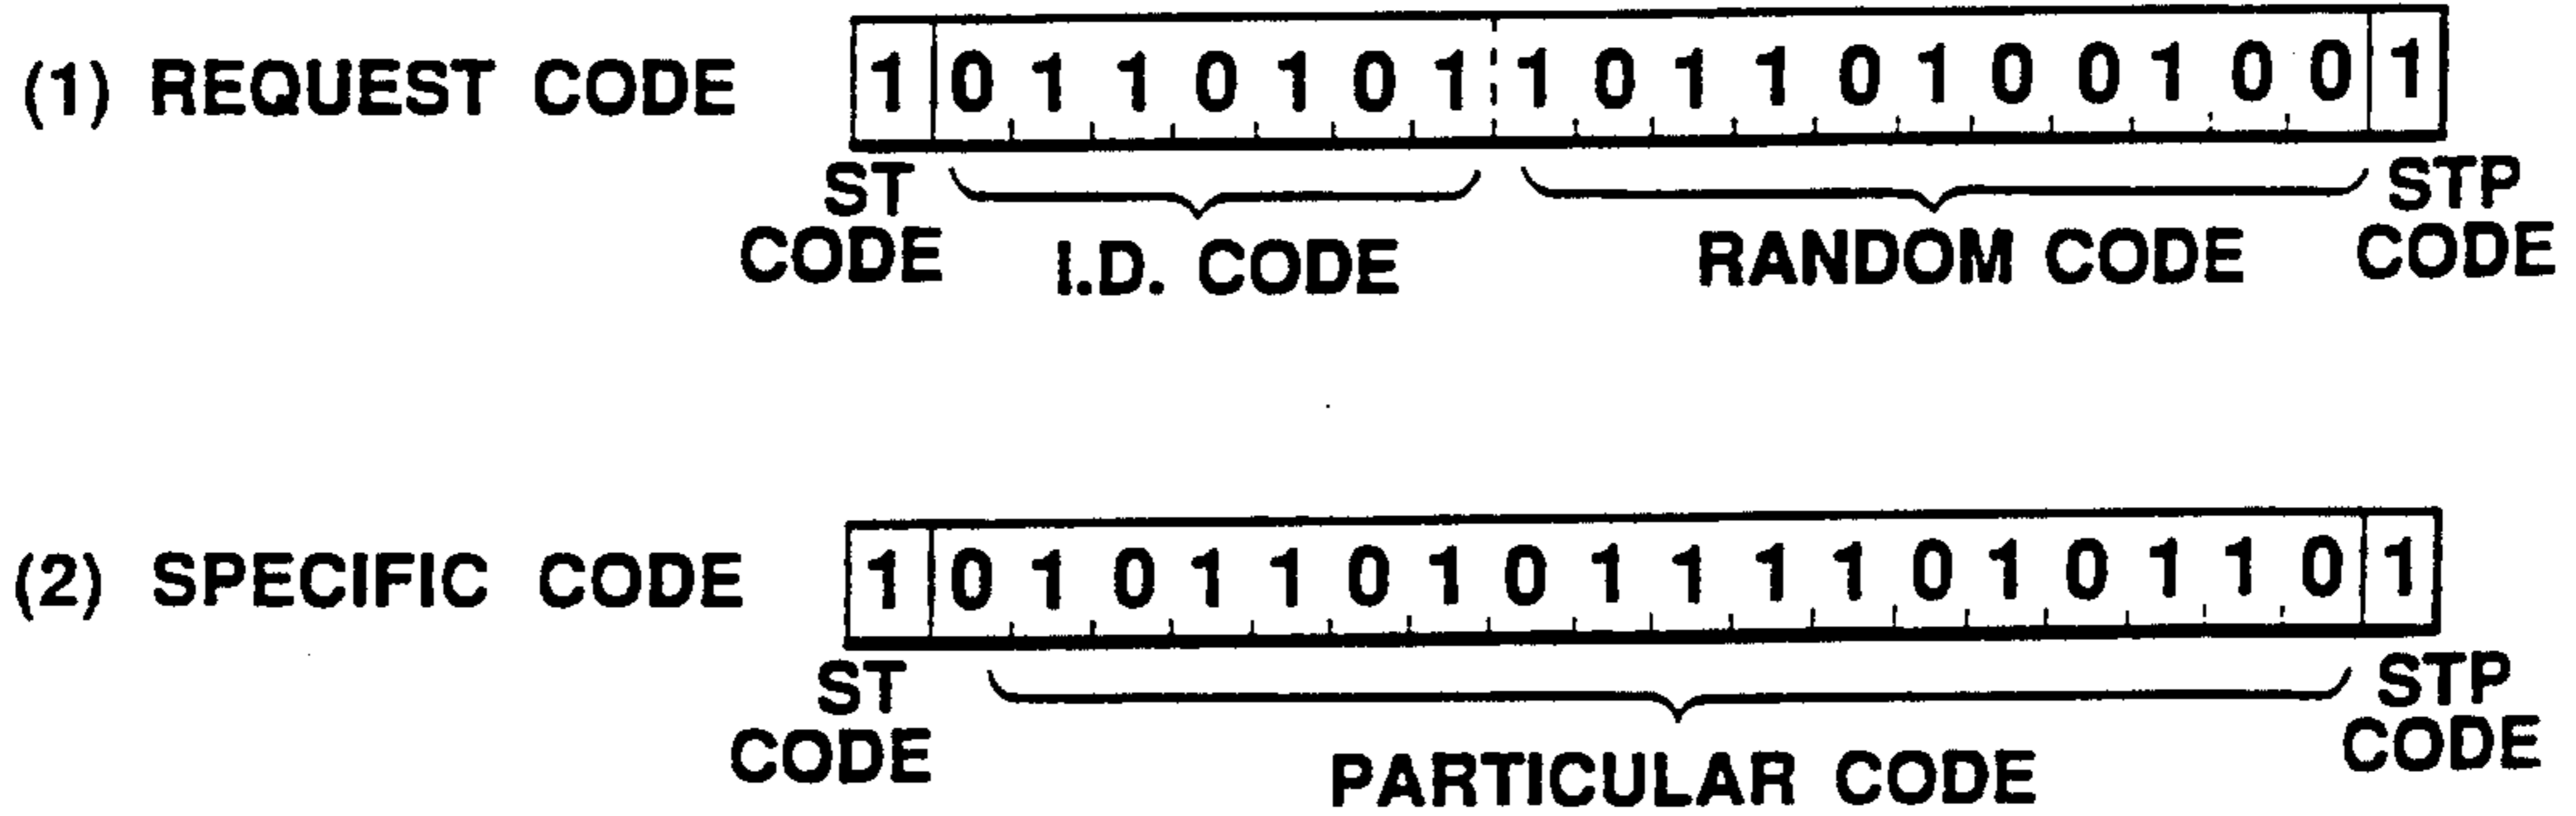 (1) REQUEST CODE 1 0 1 1 0 1 0 1 1 0 1 1 0 1 0 0 1 0 0 1
ST CODE I.D. CODE RANDOM CODE STP CODE
(2) SPECIFIC CODE 1 0 1 0 1 1 0 1 0 1 1 1 1 0 1 0 1 1 0 1
ST CODE PARTICULAR CODE STP CODE